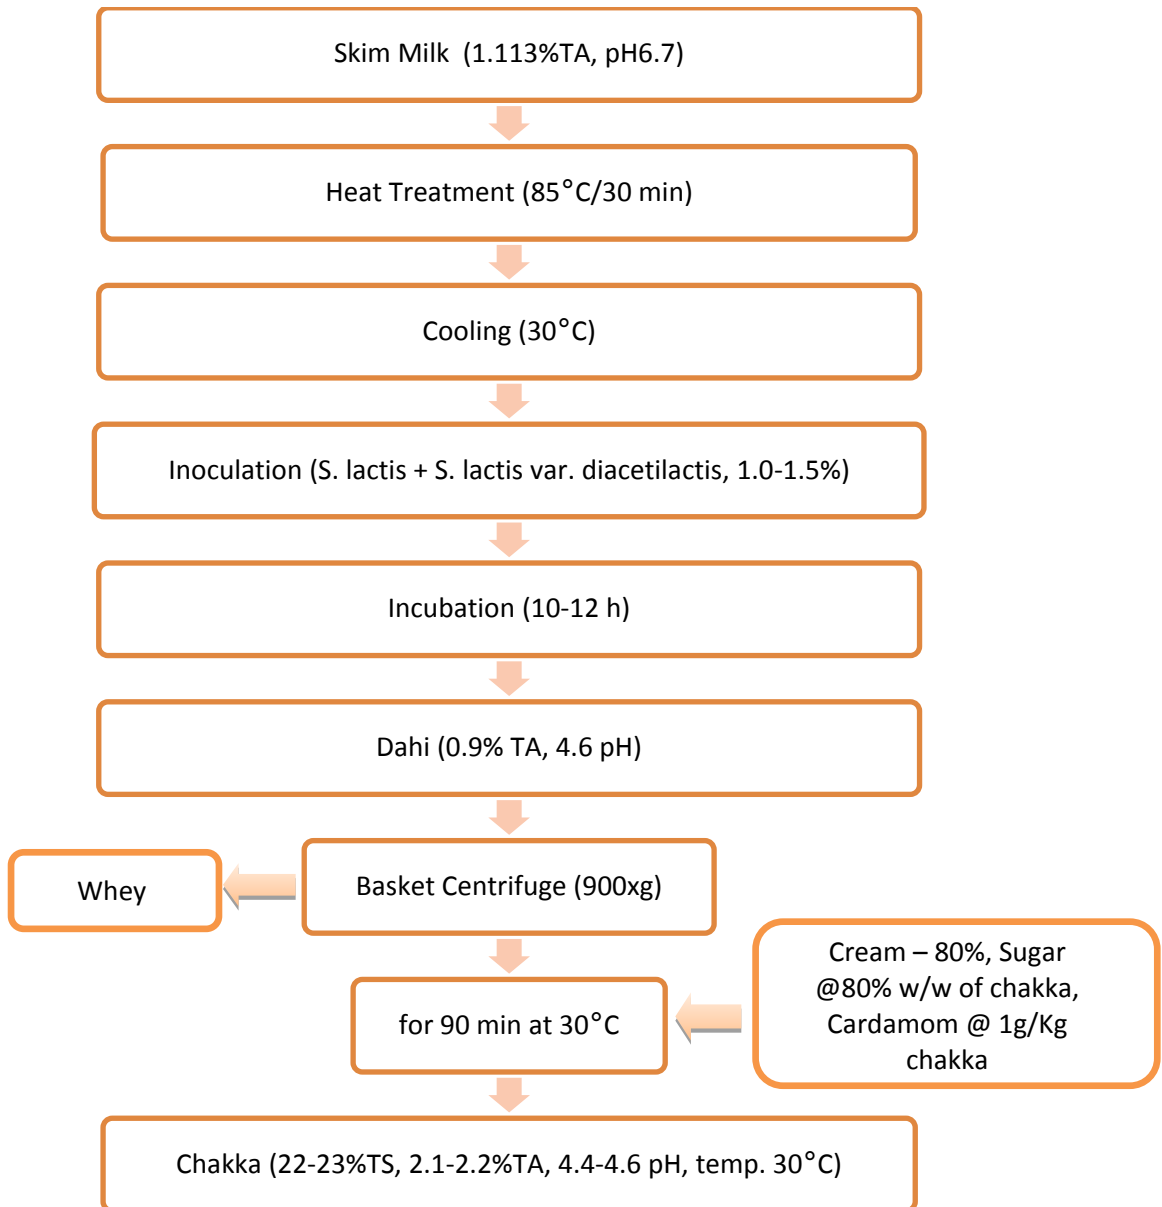 Skim Milk  (1.113%TA, pH6.7)
Heat Treatment (85°C/30 min)
Cooling (30°C)
Inoculation (S. lactis + S. lactis var. diacetilactis, 1.0-1.5%)
Incubation (10-12 h)
Dahi (0.9% TA, 4.6 pH)
Basket Centrifuge (900xg)
Whey
Cream – 80%, Sugar
@80% w/w of chakka,
Cardamom @ 1g/Kg
chakka
for 90 min at 30°C
Chakka (22-23%TS, 2.1-2.2%TA, 4.4-4.6 pH, temp. 30°C)